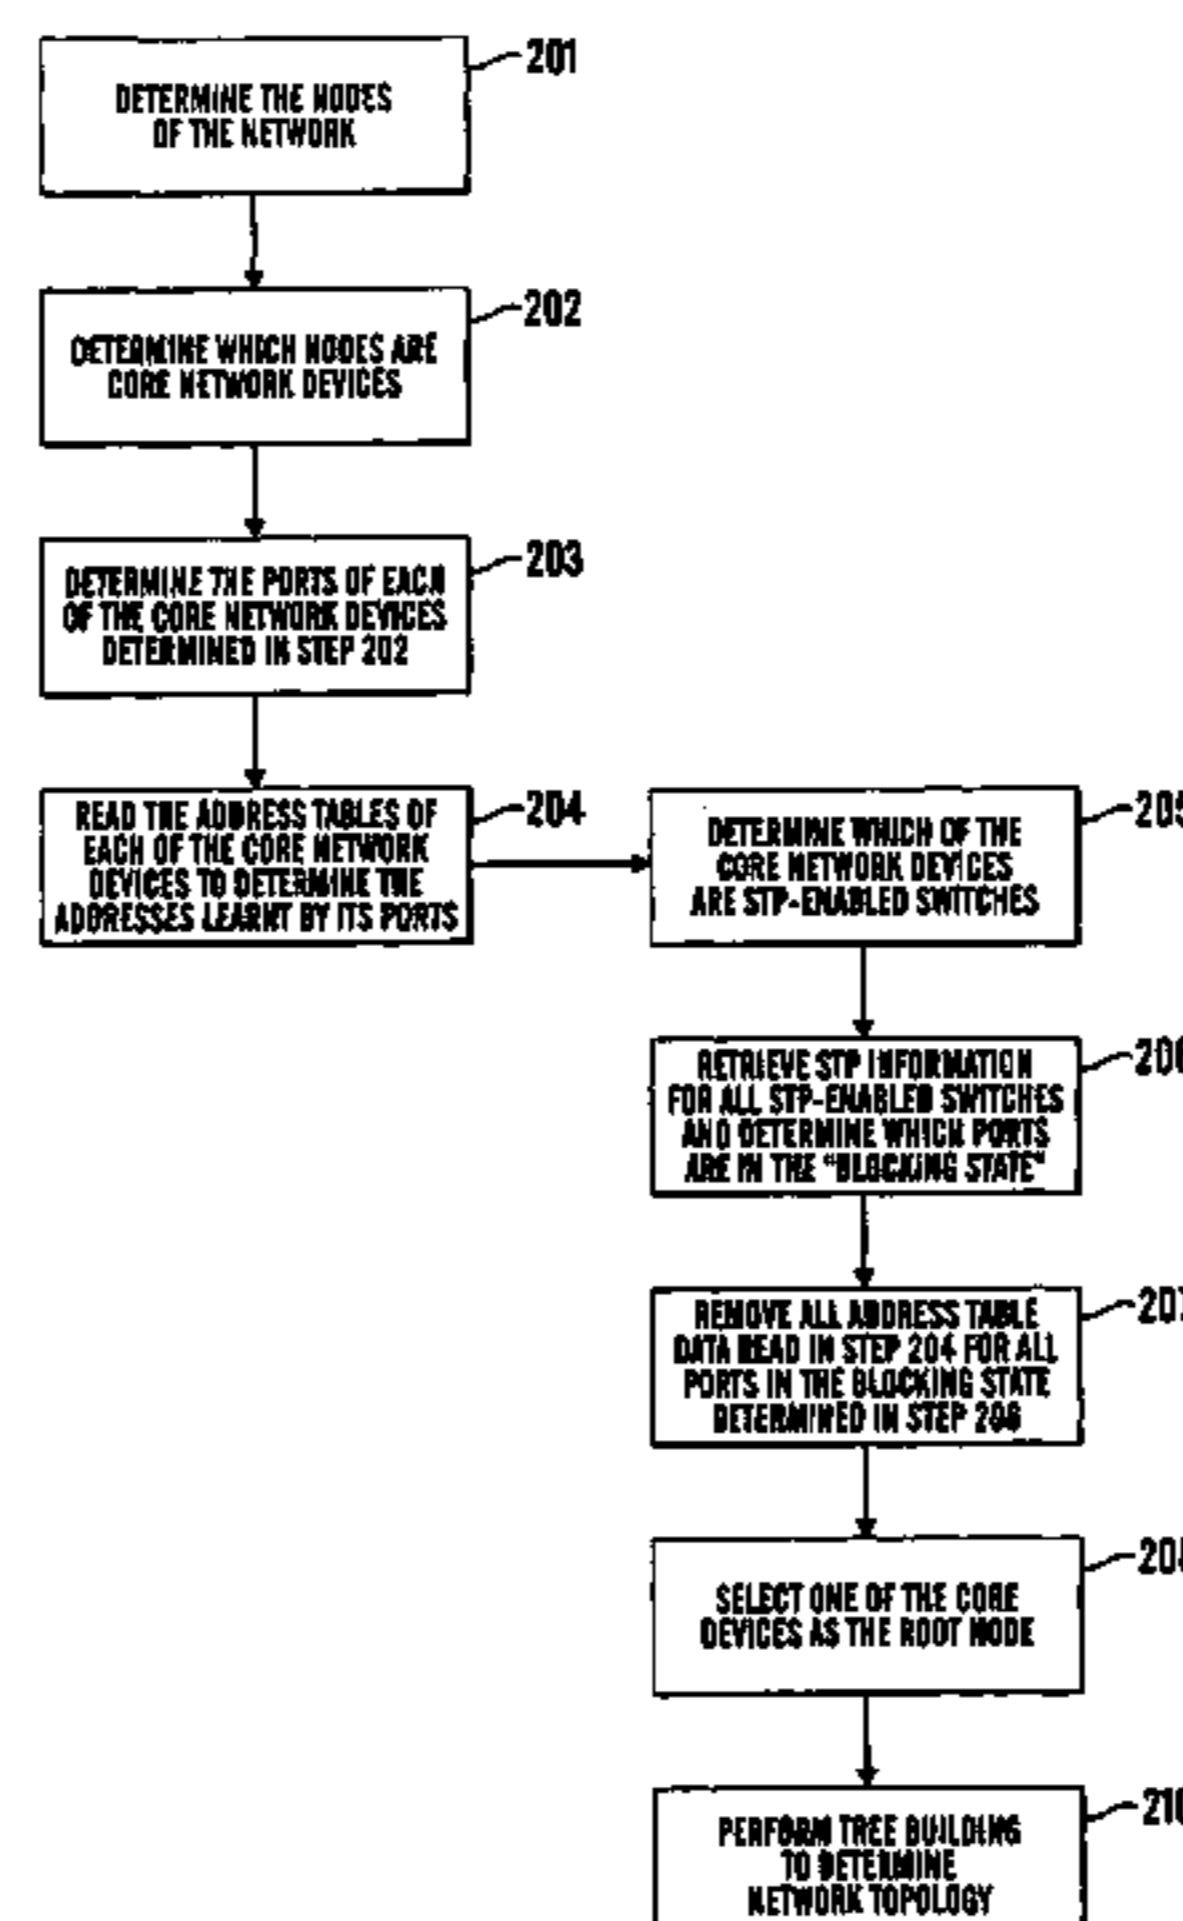 201
DETERMINE THE NODES
OF THE NETWORK
202
DETERMINE WHICH NODES ARE
CORE NETWORK DEVICES
203
DETERMINE THE PORTS OF EACH
OF THE CORE NETWORK DEVICES
DETERMINED IN STEP 202
204
READ THE ADDRESS TABLES OF
EACH OF THE CORE NETWORK
DEVICES TO DETERMINE THE
ADDRESSES LEARNT BY ITS PORTS
205
DETERMINE WHICH OF THE
CORE NETWORK DEVICES
ARE STP-ENABLED SWITCHES
206
RETRIEVE STP INFORMATION
FOR ALL STP-ENABLED SWITCHES
AND DETERMINE WHICH PORTS
ARE IN THE "BLOCKING STATE"
207
REMOVE ALL ADDRESS TABLE
DATA READ IN STEP 204 FOR ALL
PORTS IN THE BLOCKING STATE
DETERMINED IN STEP 206
SELECT ONE OF THE CORE
DEVICES AS THE ROOT NODE
210
PERFORM TREE BUILDING
TO DETERMINE
NETWORK TOPOLOGY